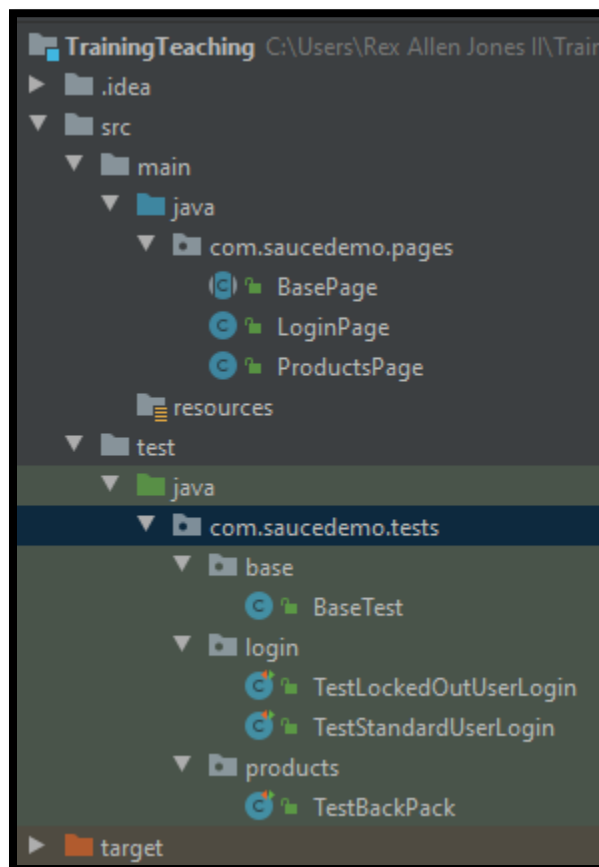 TrainingTeaching C:\Users\Rex Allen Jones II\Train
.idea
src
main
java
com.saucedemo.pages
C BasePage
C LoginPage
C ProductsPage
resources
test
java
com.saucedemo.tests
base
C BaseTest
login
C TestLockedOutUserLogin
C TestStandardUserLogin
products
C TestBackPack
target